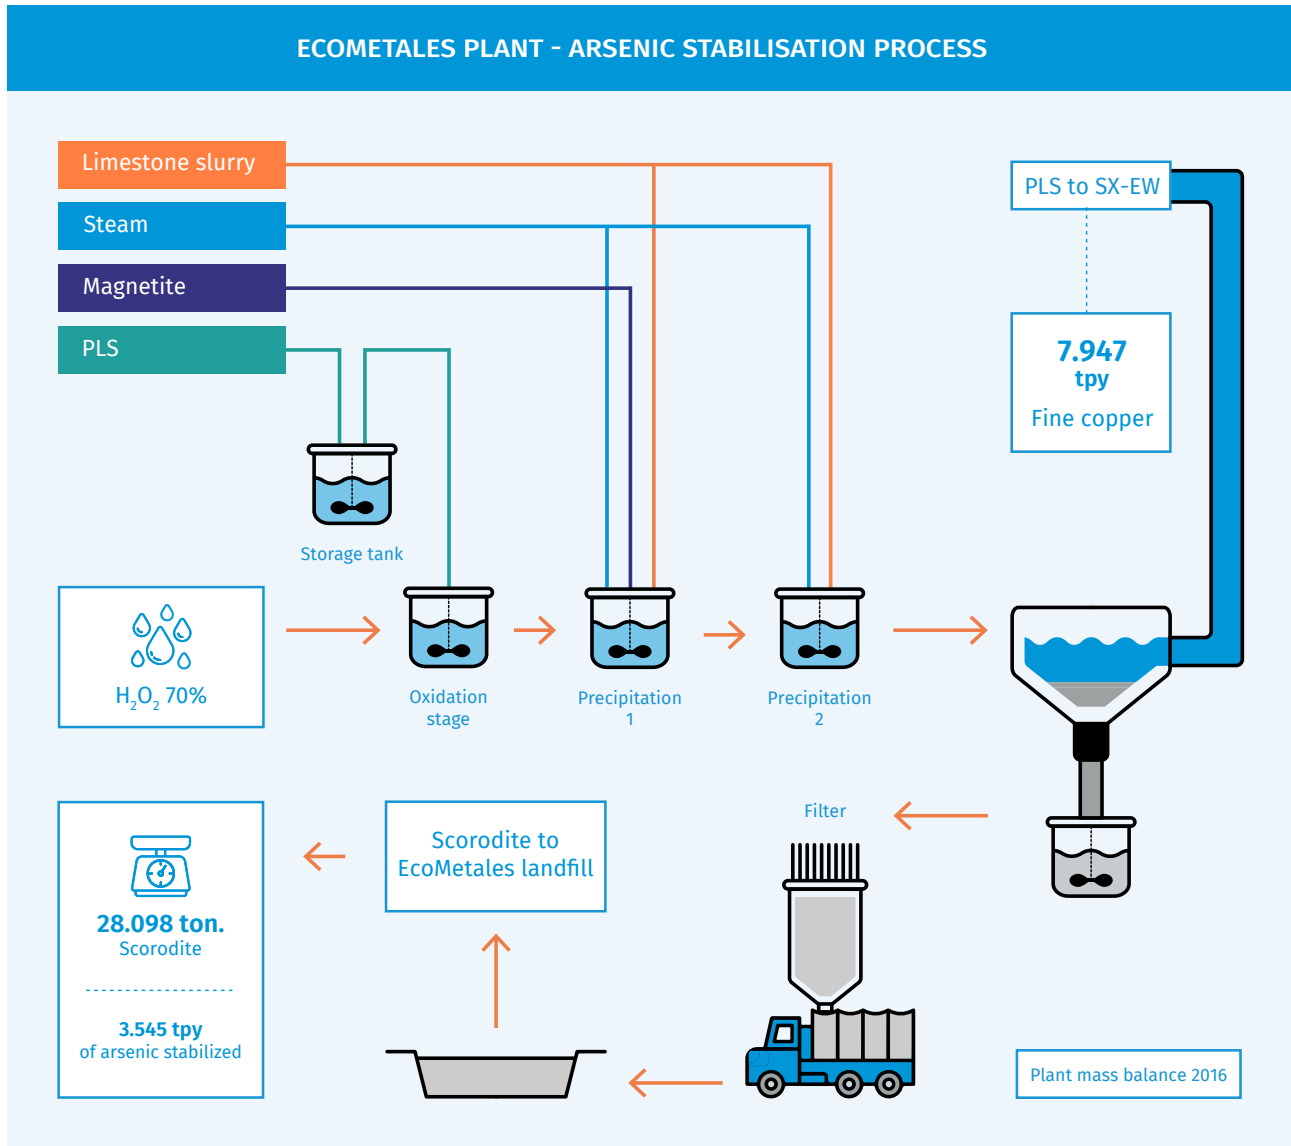 ECOMETALES PLANT - ARSENIC STABILISATION PROCESS
Limestone slurry
Steam
Magnetite
PLS
PLS to SX-EW
7.947
tpy
Fine copper
Storage tank
H₂O₂ 70%
Oxidation
stage
Precipitation
1
Precipitation
2
Filter
Scorodite to
EcoMetales landfill
28.098 ton.
Scorodite
3.545 tpy
of arsenic stabilized
Plant mass balance 2016